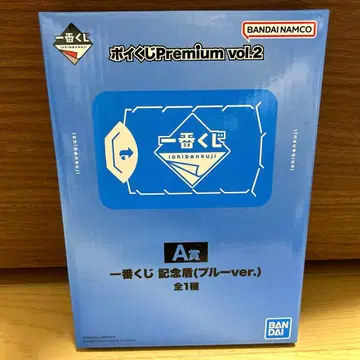 一番くじ
BANDAI NAMCO
ポイくじPremium vol.2
一番くじ
ichibankuji
A賞
一番くじ 記念盾(ブルーver.)
全1種
BAN
DAI